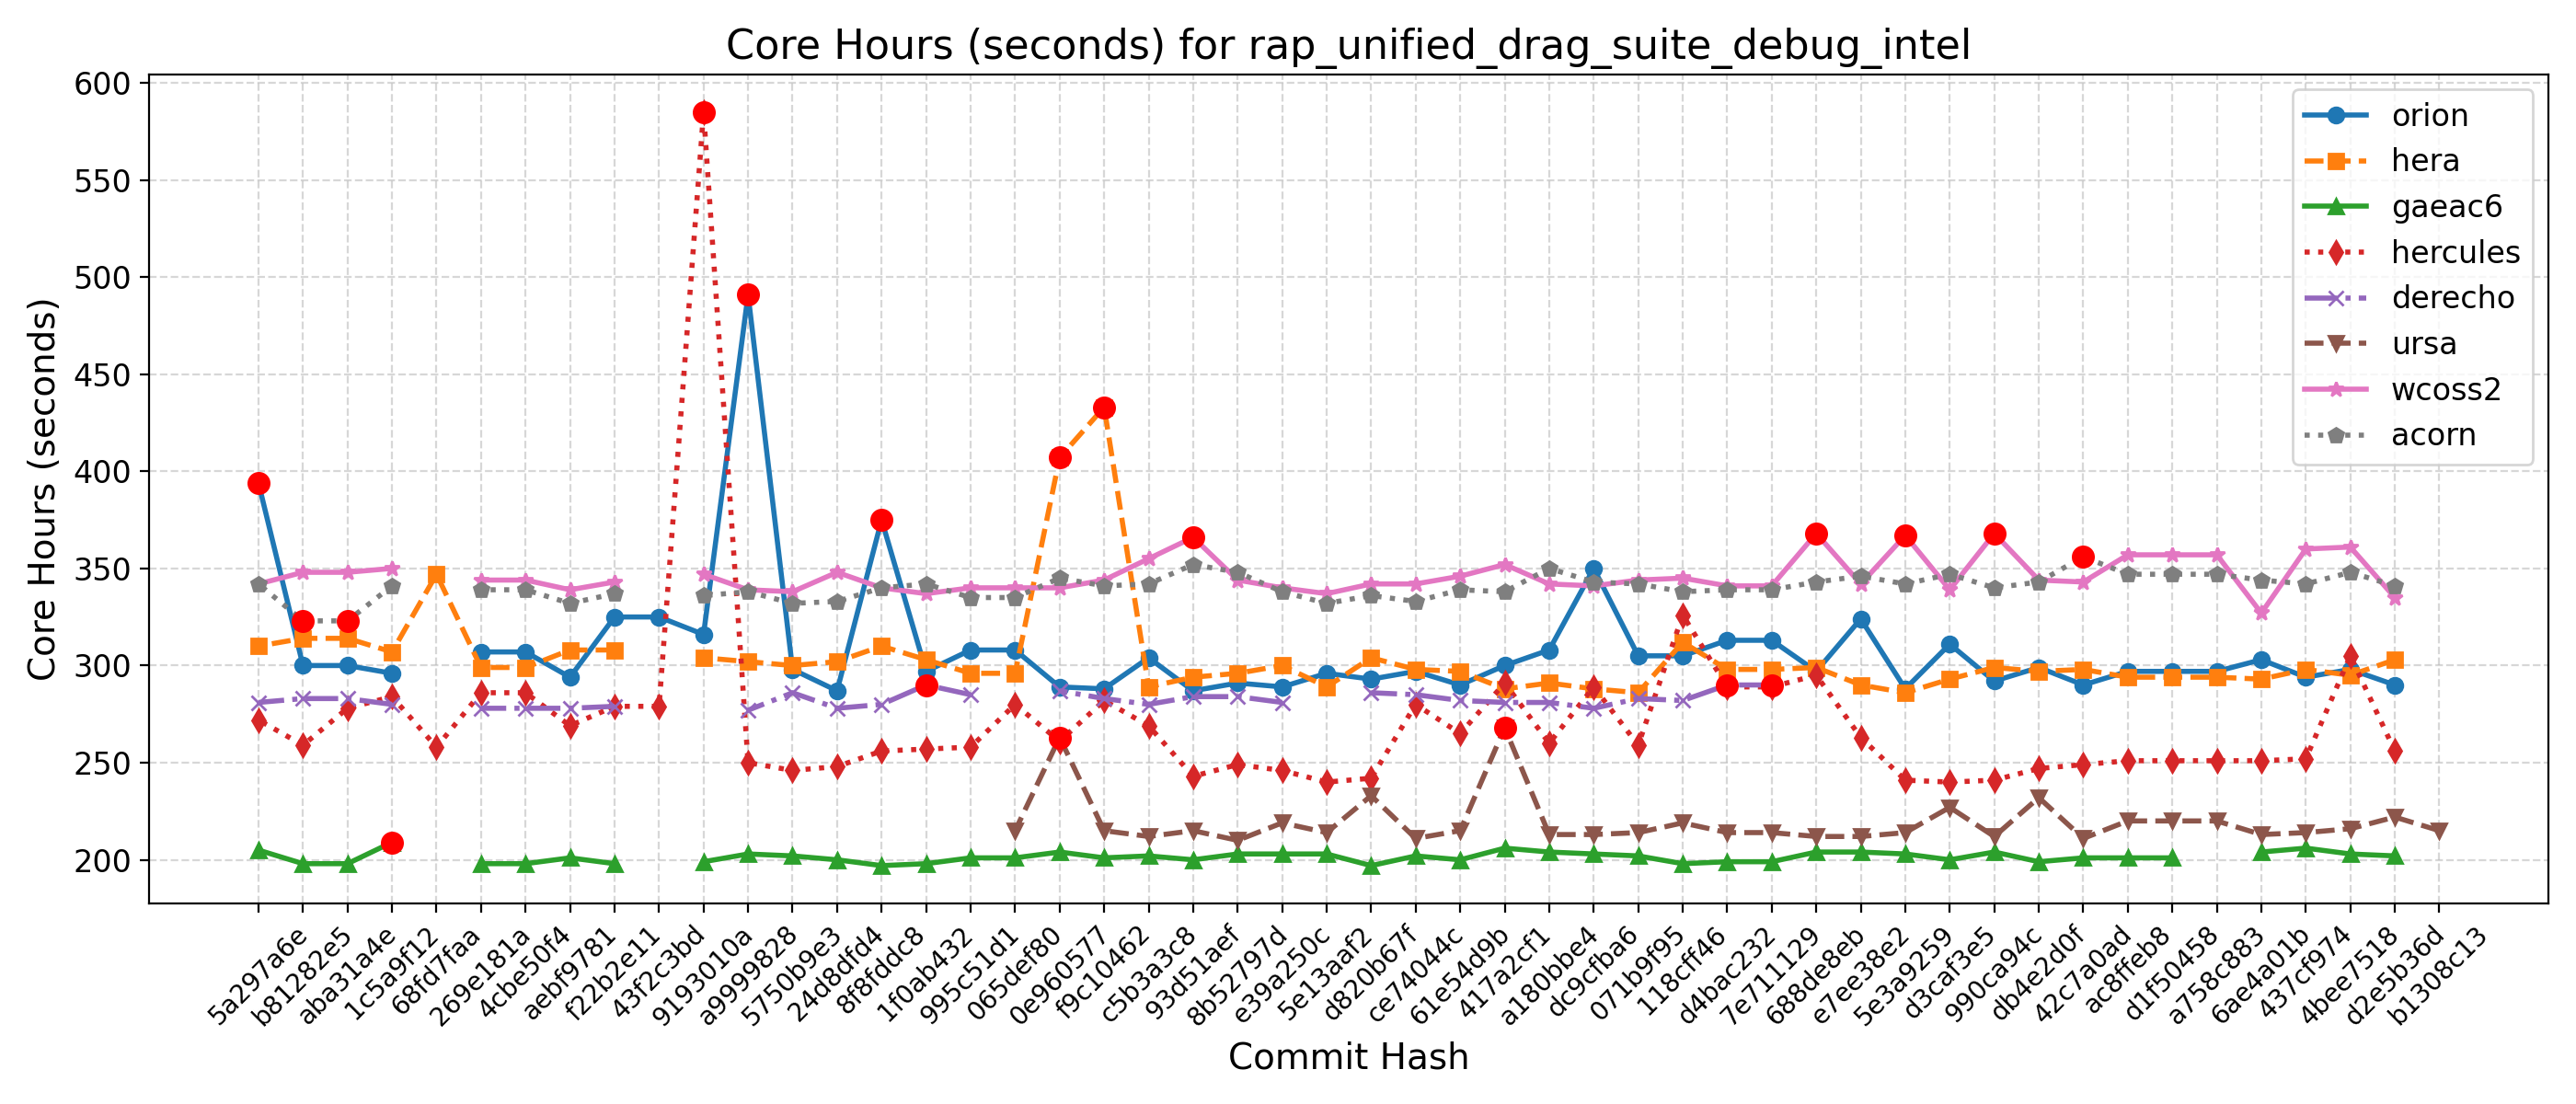 Core Hours (seconds) for rap_unified_drag_suite_debug_intel
Core Hours (seconds)
600
550
500
450
400
350
300
250
200
orion
hera
gaeac6
hercules
derecho
ursa
wcoss2
acorn
5a297a6e
b81282e5
aba31a4e
1c5a9f12
68fd7faa
269e181a
4cbe50f4
aebf9781
f22b2e11
43f2c3bd
9193010a
a9999828
5750b9e3
24d8dfd4
8f8fddc8
1f0ab432
995c51d1
065def80
0e960577
f9c10462
c5b3a3c8
93d51aef
8b52797d
e39a250c
5e13aaf2
d820b67f
ce74044c
61e54d9b
417a2cf1
a180bbe4
dc9cfba6
071b9f95
118cff46
d4bac232
7e711129
688de8eb
e7ee38e2
5e3a9259
d3caf3e5
990ca94c
db4e2d0f
42c7a0ad
ac8ffeb8
d1f50458
a758c883
6ae4a01b
437cf974
4bee7518
d2e5b36d
b1308c13
Commit Hash